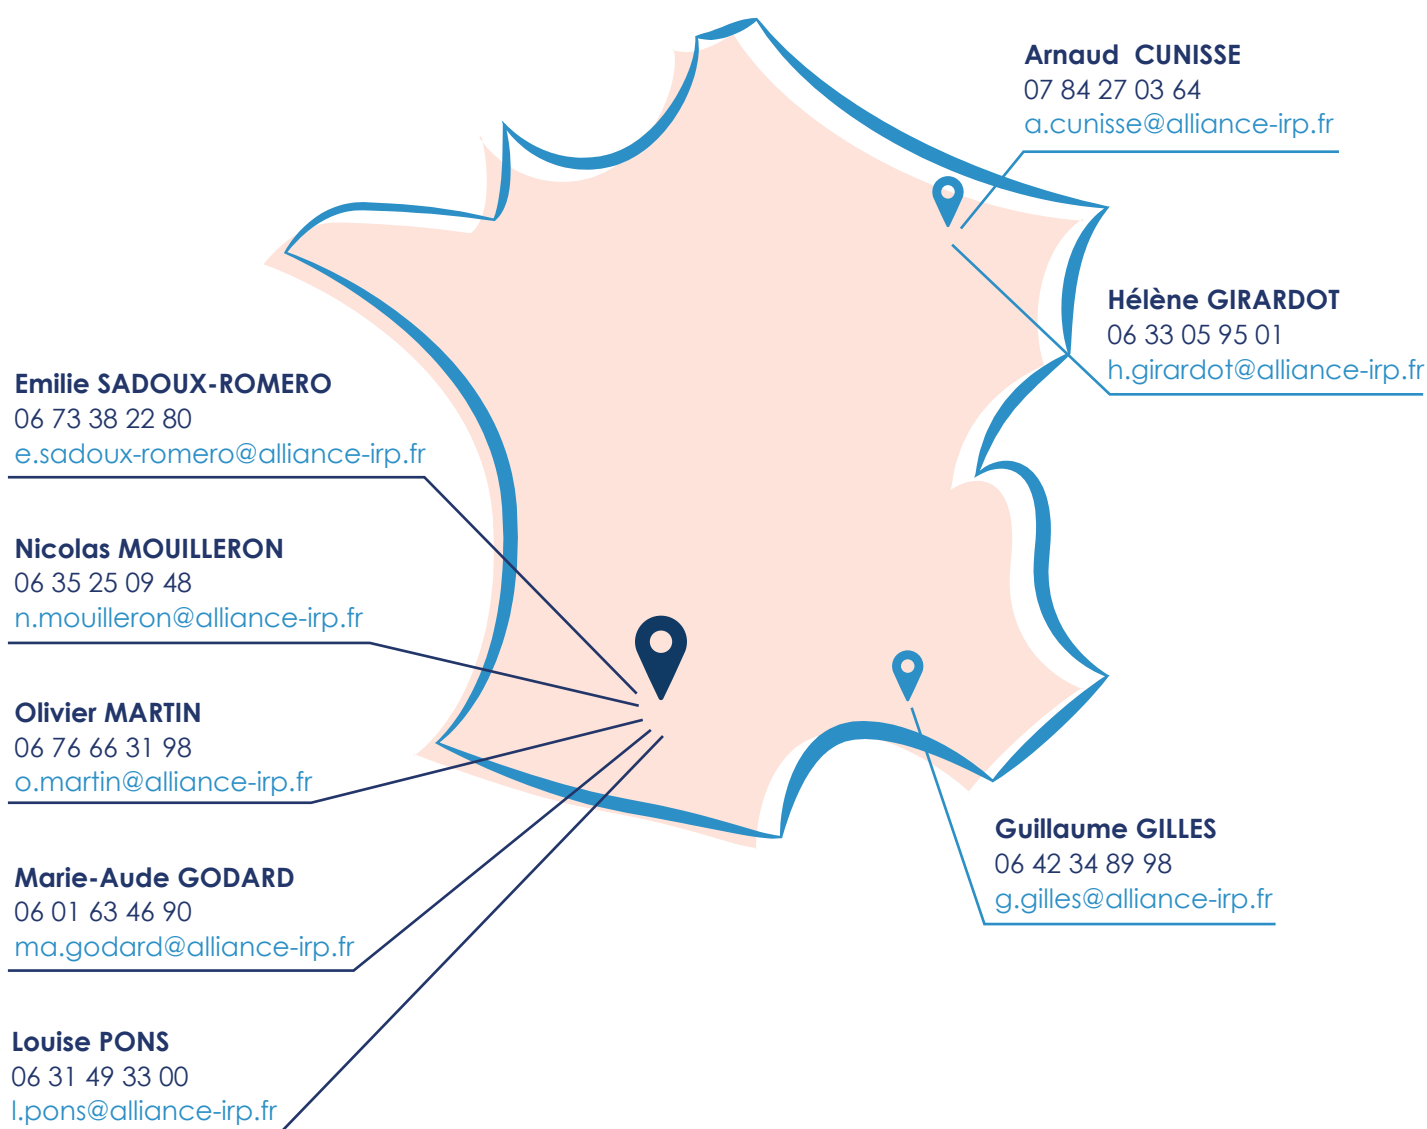 Arnaud CUNISSE
07 84 27 03 64
a.cunisse@alliance-irp.fr
Hélène GIRARDOT
06 33 05 95 01
h.girardot@alliance-irp.fr
Emilie SADOUX-ROMERO
06 73 38 22 80
e.sadoux-romero@alliance-irp.fr
Nicolas MOUILLERON
06 35 25 09 48
n.mouilleron@alliance-irp.fr
Olivier MARTIN
06 76 66 31 98
o.martin@alliance-irp.fr
Guillaume GILLES
06 42 34 89 98
g.gilles@alliance-irp.fr
Marie-Aude GODARD
06 01 63 46 90
ma.godard@alliance-irp.fr
Louise PONS
06 31 49 33 00
l.pons@alliance-irp.fr